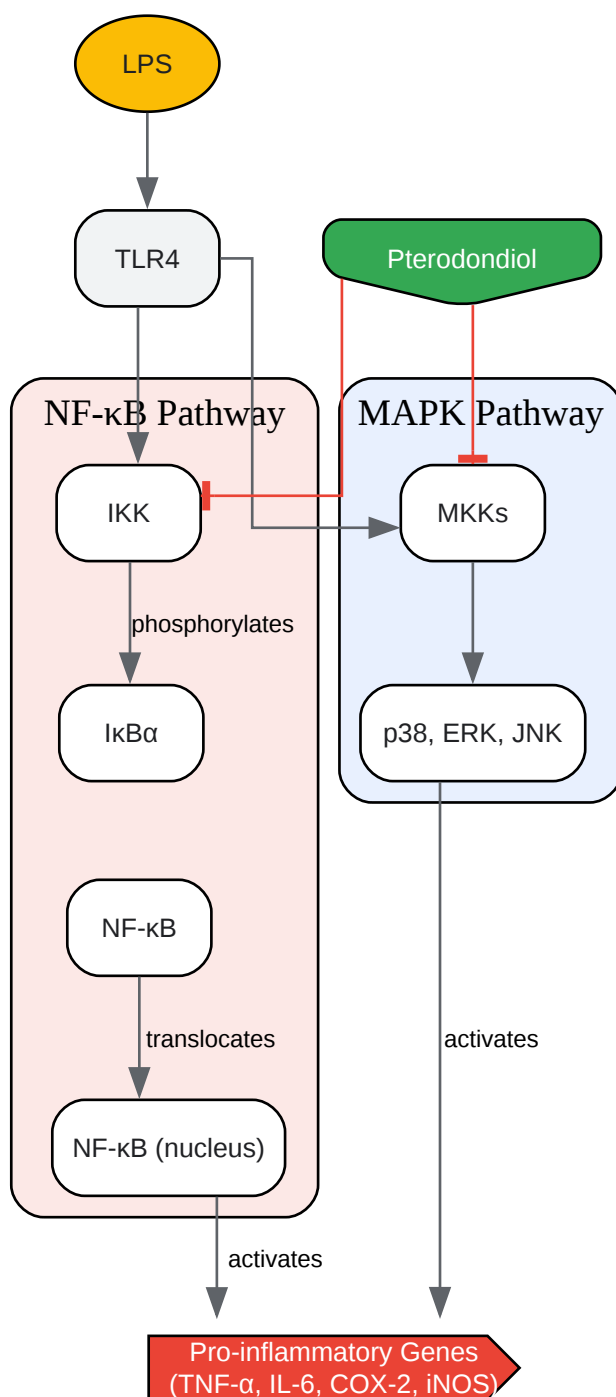 LPS
TLR4
Pterodondiol
NF-κB Pathway
MAPK Pathway
IKK
MKKs
phosphorylates
IκBα
p38, ERK, JNK
NF-κB
translocates
activates
NF-κB (nucleus)
activates
Pro-inflammatory Genes
(TNF-α, IL-6, COX-2, iNOS)